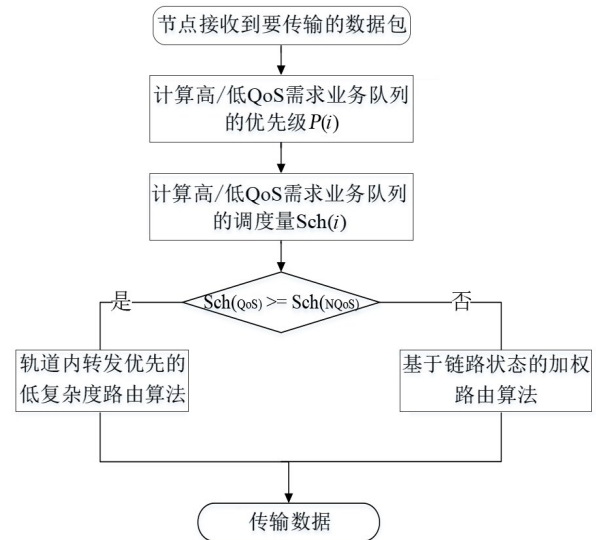 节点接收到要传输的数据包
计算高/低QoS需求业务队列
的优先级P(i)
计算高/低QoS需求业务队列
的调度量Sch(i)
Sch(QoS) >= Sch(NQoS)
是
否
轨道内转发优先的
低复杂度路由算法
基于链路状态的加权
路由算法
传输数据